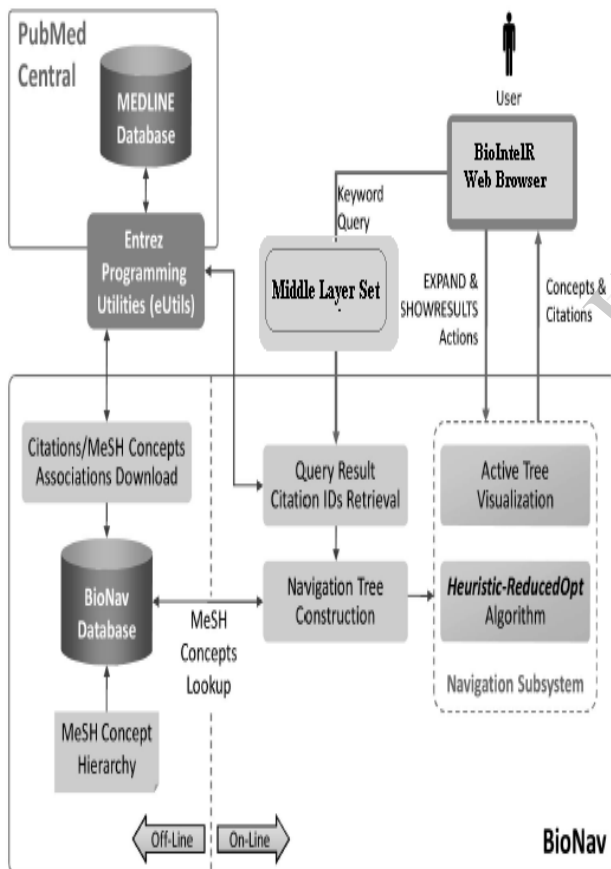 PubMed
Central
MEDLINE
Database
Entrez
Programming
Utilities (eUtils)
User
BioIntelR
Web Browser
Keyword
Query
Middle Layer Set
EXPAND &
SHOWRESULTS
Actions
Concepts &
Citations
Citations/MeSH Concepts
Associations Download
Query Result
Citation IDs Retrieval
Active Tree
Visualization
BioNav
Database
MeSH
Concepts
Lookup
Navigation Tree
Construction
Heuristic-ReducedOpt
Algorithm
Navigation Subsystem
MeSH Concept
Hierarchy
Off-Line
On-Line
BioNav